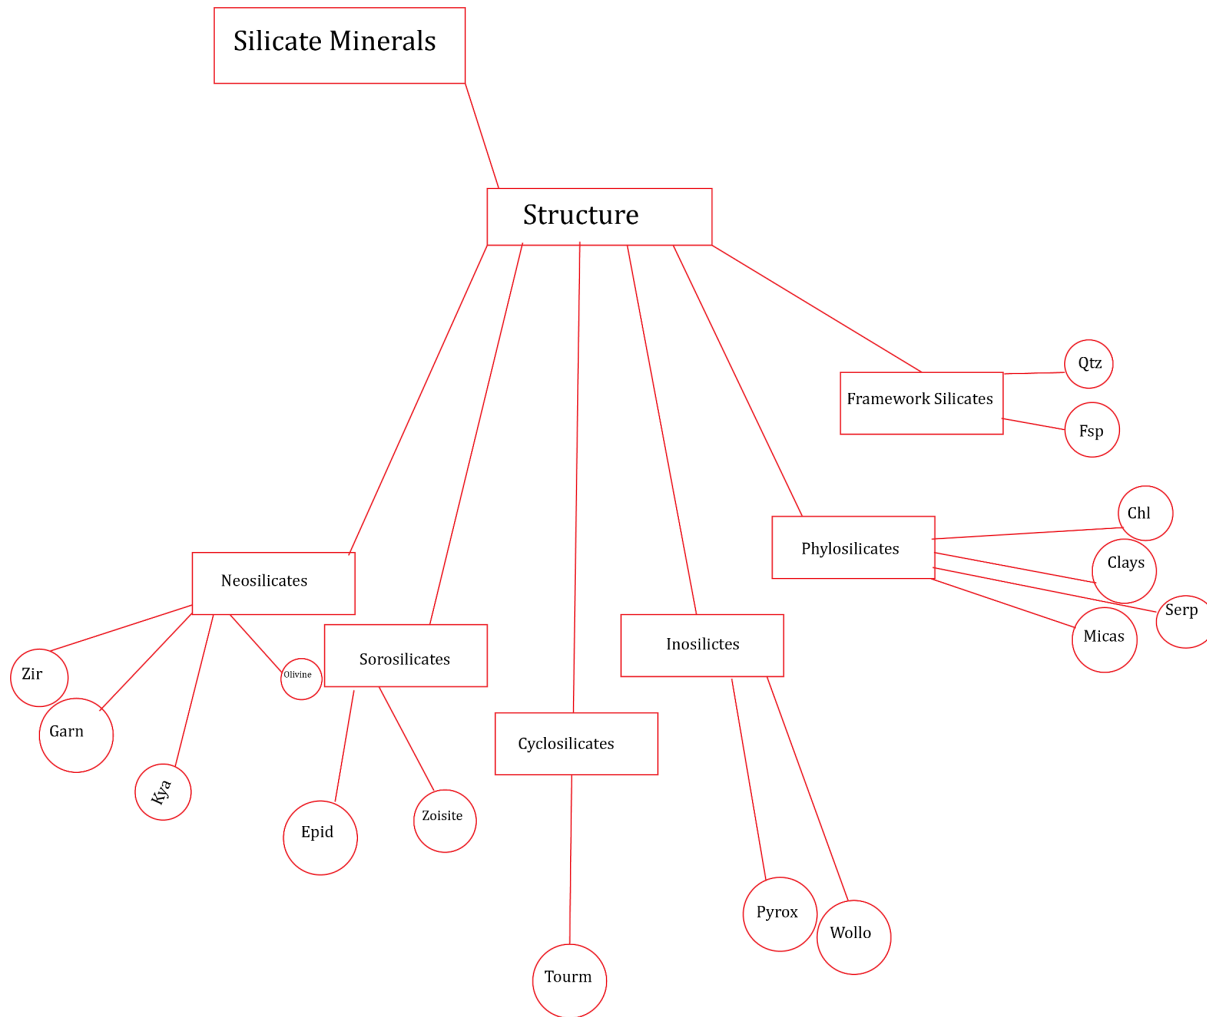 Silicate Minerals
Structure
Framework Silicates
Qtz
Fsp
Phylosilicates
Chl
Clays
Serp
Micas
Neosilicates
Zir
Garn
Kya
Olivine
Sorosilicates
Epid
Zoisite
Cyclosilicates
Tourm
Inosilictes
Pyrox
Wollo